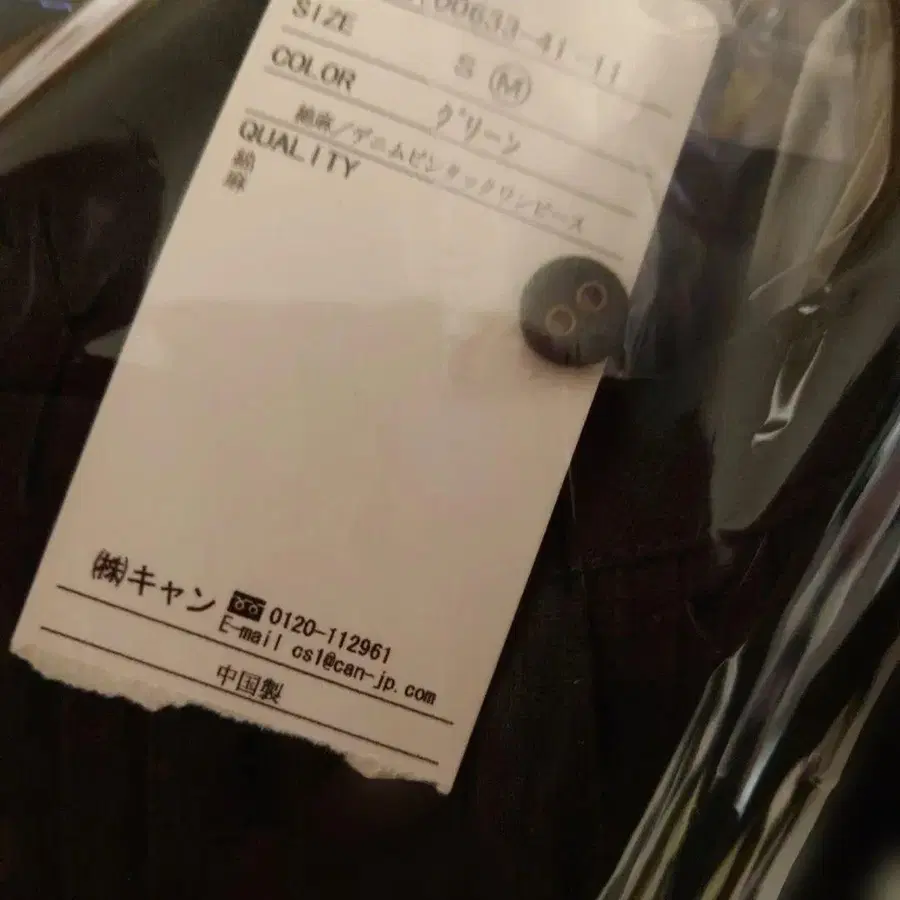 00633-41-11
SIZE
S Ⓜ
COLOR
グリーン
綿麻/デニムピンタックワンピース
QUALITY
綿
麻
㈱キャン 0120-112961
E-mail cs1@can-jp.com
中国製